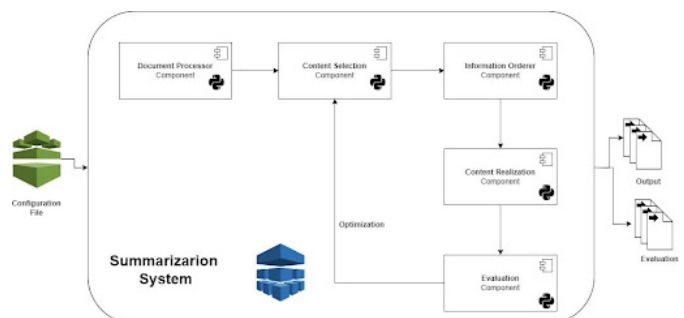 Document Processor
Component
Content Selection
Component
Information Orderer
Component
Configuration
File
Content Realization
Component
Output
Optimization
Summarizarion
System
Evaluation
Component
Evaluation